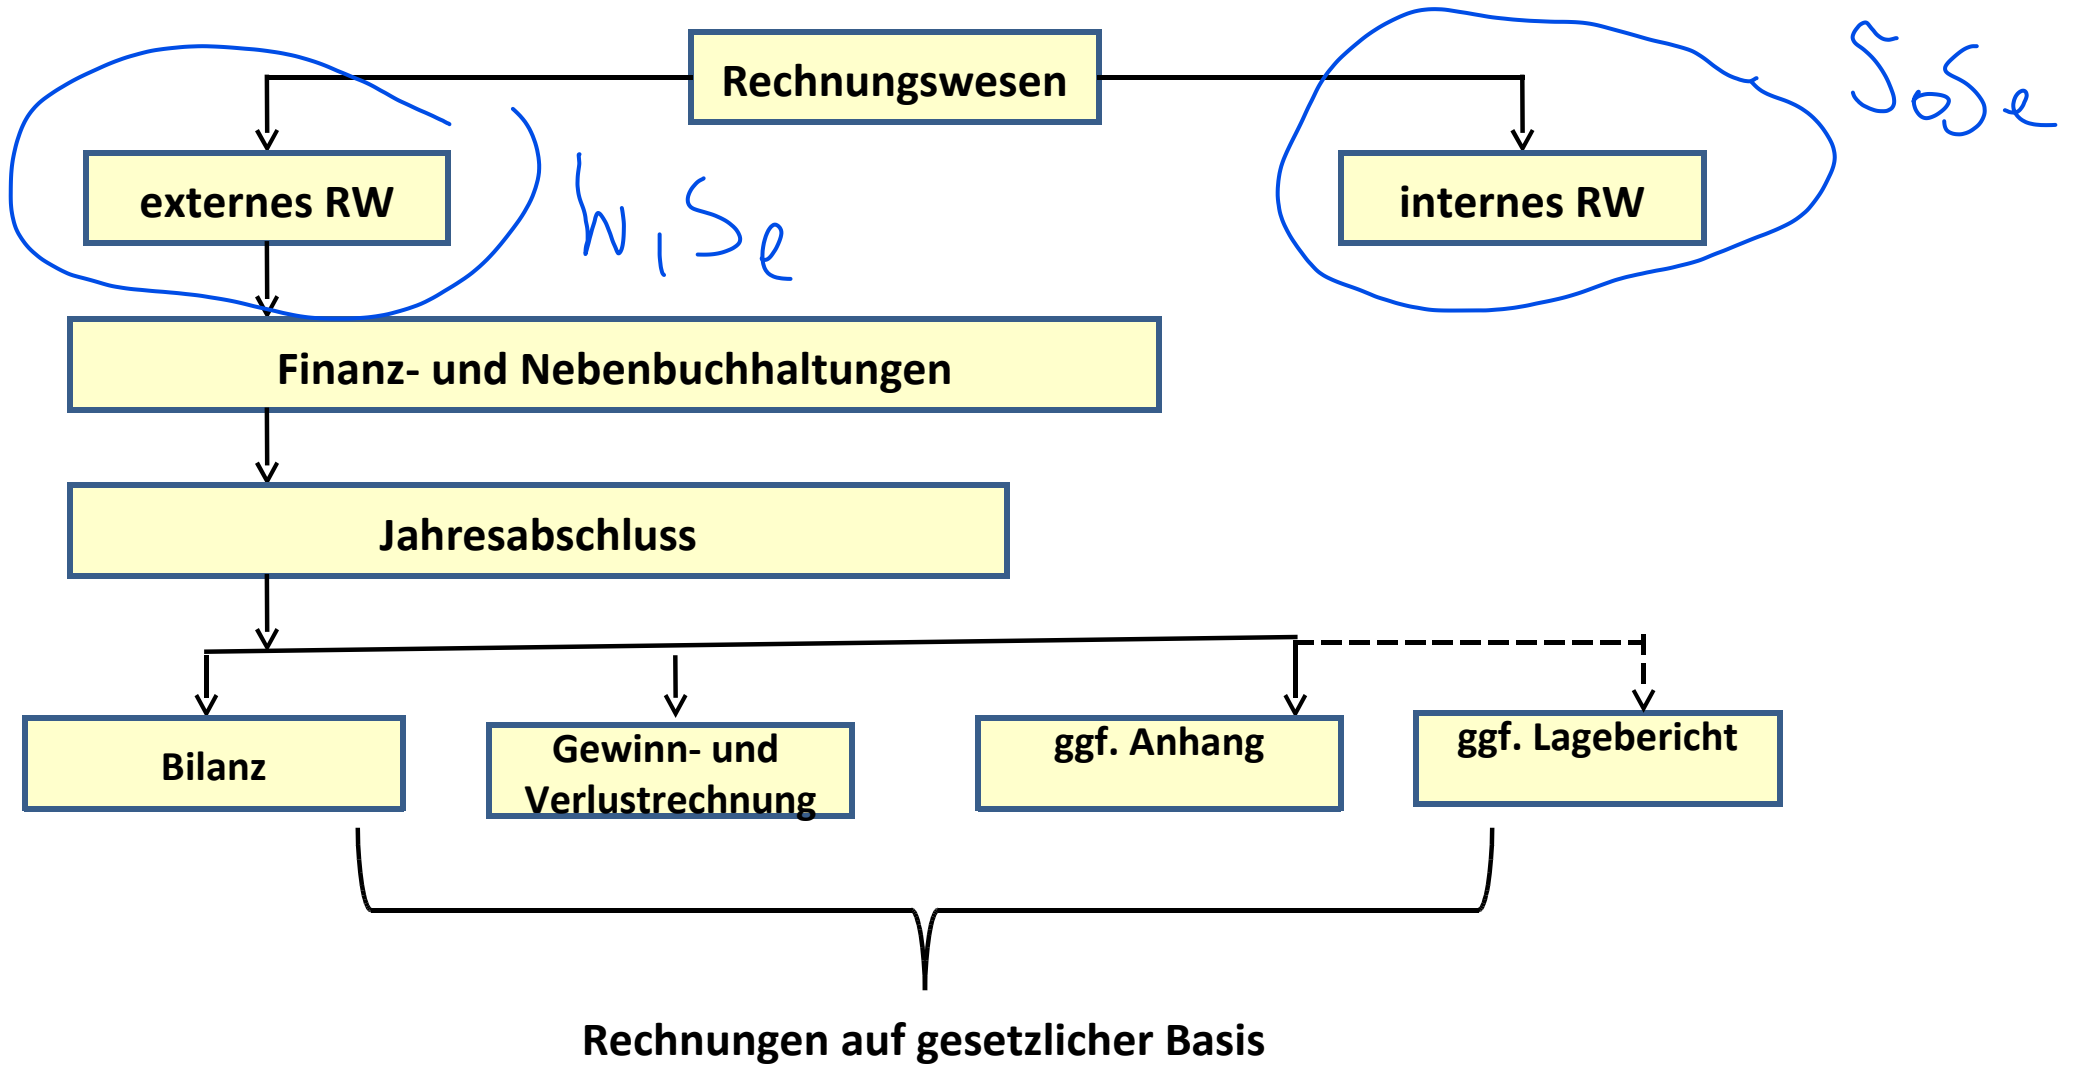 Rechnungswesen
SoSe
externes RW
WiSe
internes RW
Finanz- und Nebenbuchhaltungen
Jahresabschluss
Bilanz
Gewinn- und
Verlustrechnung
ggf. Anhang
ggf. Lagebericht
Rechnungen auf gesetzlicher Basis